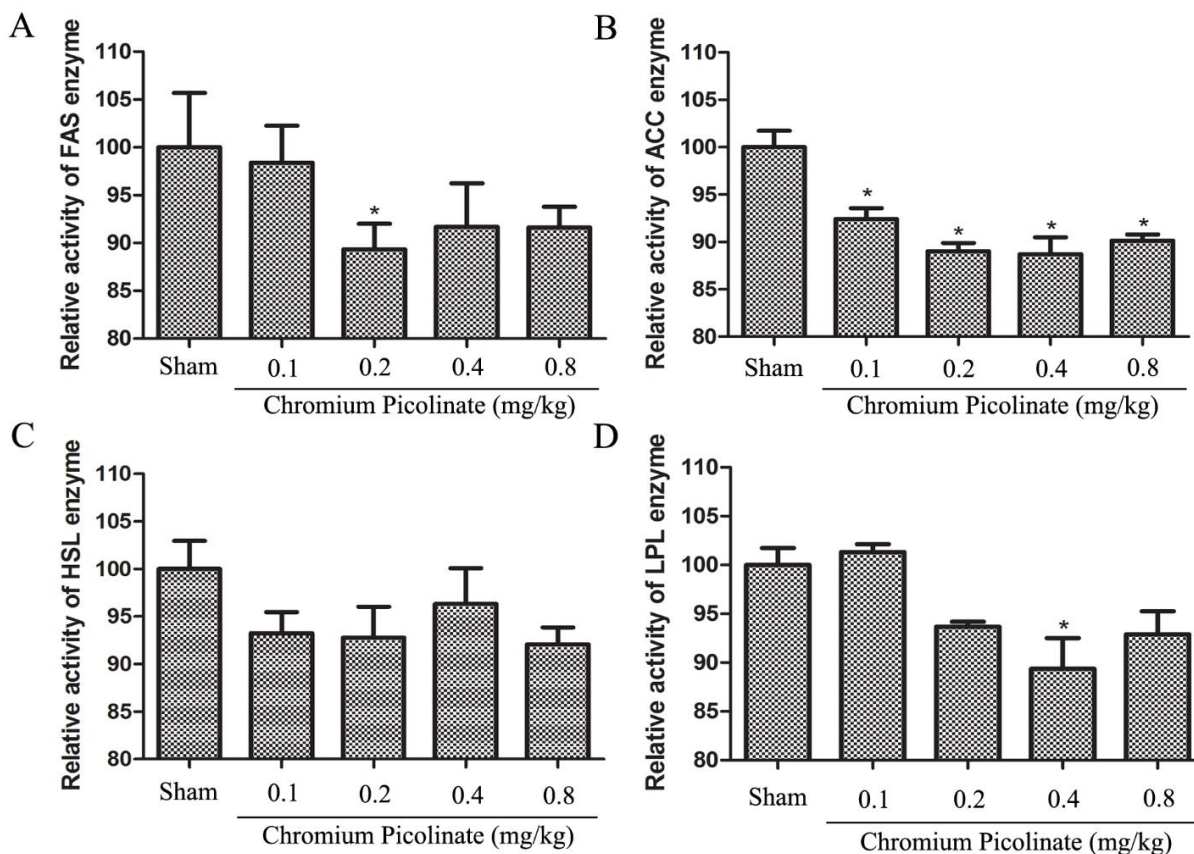 A
Relative activity of FAS enzyme
110
105
100
95
90
85
80
*
Sham 0.1 0.2 0.4 0.8
Chromium Picolinate (mg/kg)
B
Relative activity of ACC enzyme
110
105
100
95
90
85
80
* * * *
Sham 0.1 0.2 0.4 0.8
Chromium Picolinate (mg/kg)
C
Relative activity of HSL enzyme
110
105
100
95
90
85
80
Sham 0.1 0.2 0.4 0.8
Chromium Picolinate (mg/kg)
D
Relative activity of LPL enzyme
110
105
100
95
90
85
80
*
Sham 0.1 0.2 0.4 0.8
Chromium Picolinate (mg/kg)